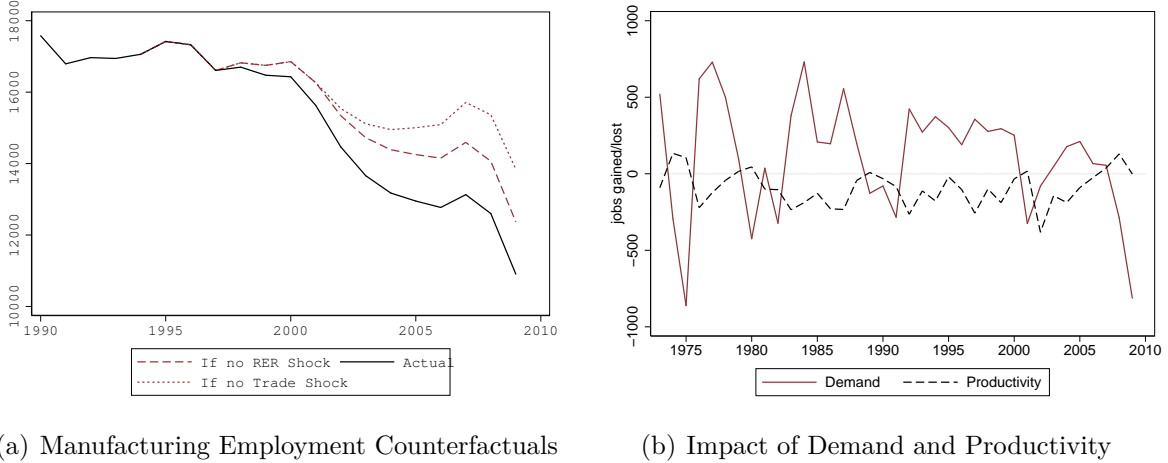 18000
16000
14000
12000
10000
1990
1995
2000
2005
2010
If no RER Shock
Actual
If no Trade Shock
(a) Manufacturing Employment Counterfactuals
1000
500
0
−500
−1000
jobs gained/lost
1975
1980
1985
1990
1995
2000
2005
2010
Demand
Productivity
(b) Impact of Demand and Productivity